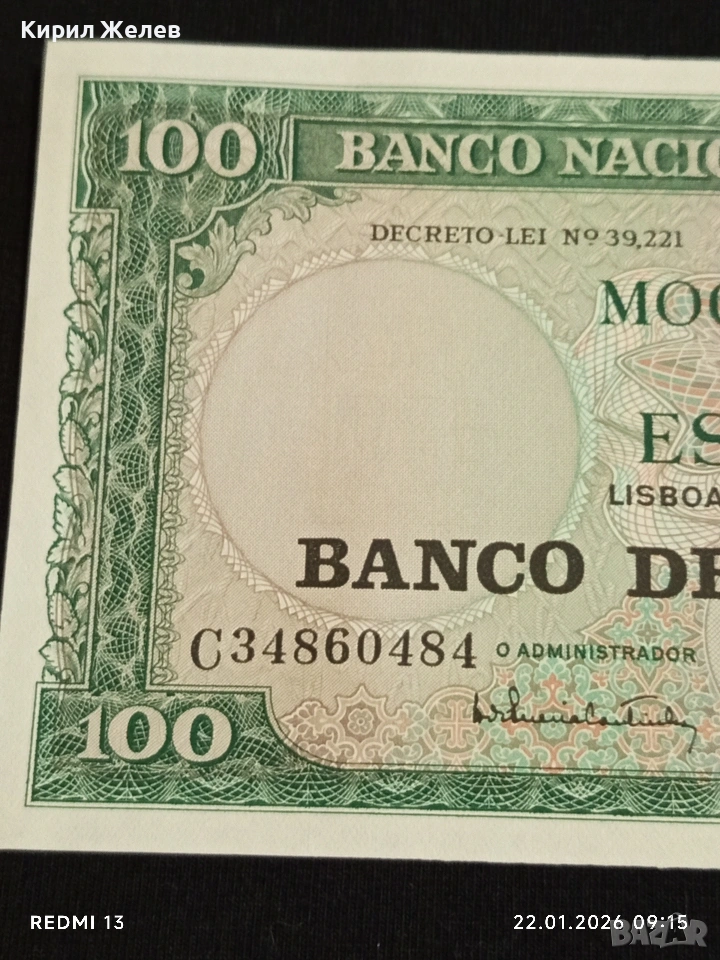 Кирил Желев
100 BANCO NACIO
DECRETO-LEI Nº 39,221
MOÇ
ES
LISBOA
BANCO DE
C34860484 O ADMINISTRADOR
100
REDMI 13 22.01.2026 09:15
BAZAR